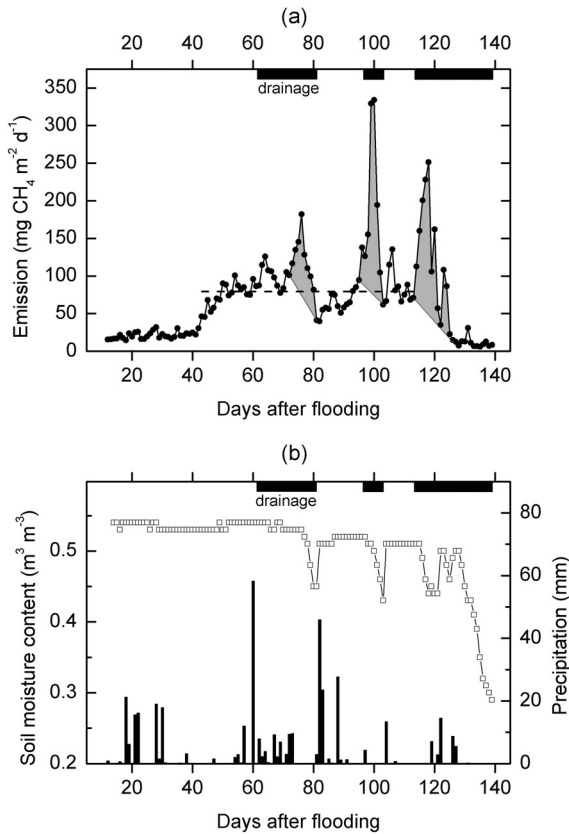 (a)
20 40 60 80 100 120 140
350
300
250
200
150
100
50
0
Emission (mg CH4 m-2 d-1)
drainage
20 40 60 80 100 120 140
Days after flooding
(b)
0.5
0.4
0.3
0.2
Soil moisture content (m3 m-3)
drainage
80
60
40
20
0
Precipitation (mm)
20 40 60 80 100 120 140
Days after flooding